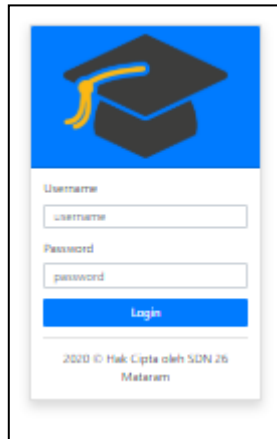 Username
username
Password
password
Login
2020 © Hak Cipta oleh SDN 26
Mataram